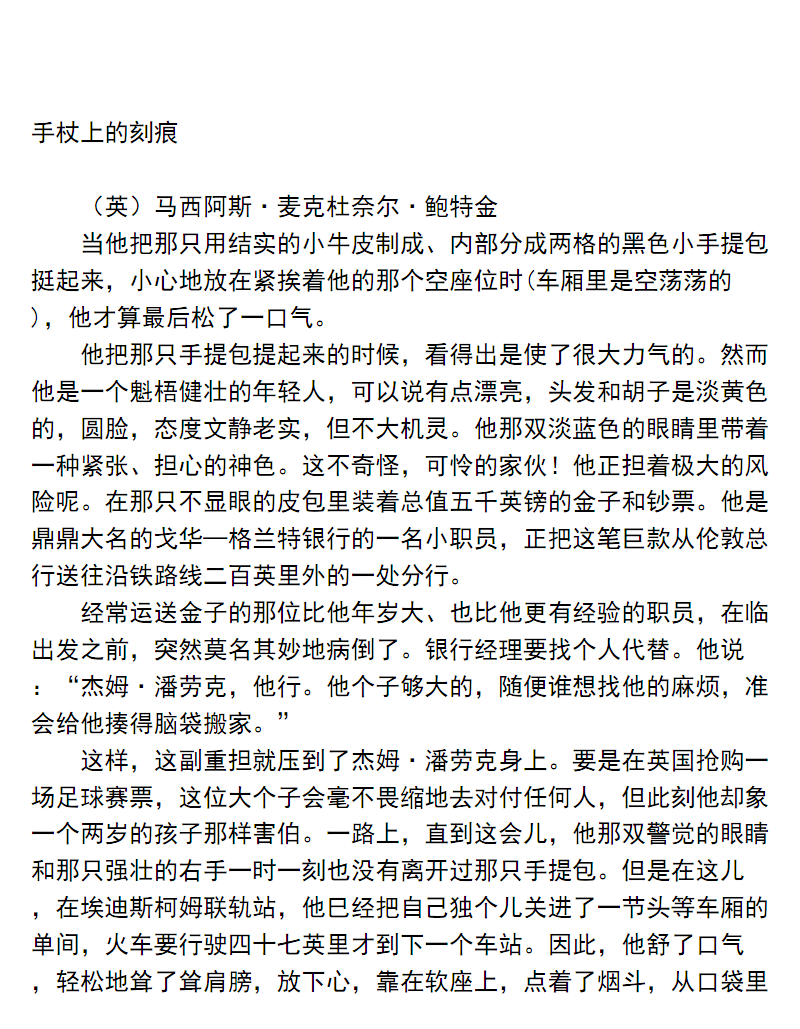 手杖上的刻痕
（英）马西阿斯·麦克杜奈尔·鲍特金
当他把那只用结实的小牛皮制成、内部分成两格的黑色小手提包
挺起来，小心地放在紧挨着他的那个空座位时(车厢里是空荡荡的
)，他才算最后松了一口气。
他把那只手提包提起来的时候，看得出是使了很大力气的。然而
他是一个魁梧健壮的年轻人，可以说有点漂亮，头发和胡子是淡黄色
的，圆脸，态度文静老实，但不大机灵。他那双淡蓝色的眼睛里带着
一种紧张、担心的神色。这不奇怪，可怜的家伙！他正担着极大的风
险呢。在那只不显眼的皮包里装着总值五千英镑的金子和钞票。他是
鼎鼎大名的戈华—格兰特银行的一名小职员，正把这笔巨款从伦敦总
行送往沿铁路线二百英里外的一处分行。
经常运送金子的那位比他年岁大、也比他更有经验的职员，在临
出发之前，突然莫名其妙地病倒了。银行经理要找个人代替。他说
：“杰姆·潘劳克，他行。他个子够大的，随便谁想找他的麻烦，准
会给他揍得脑袋搬家。”
这样，这副重担就压到了杰姆·潘劳克身上。要是在英国抢购一
场足球赛票，这位大个子会毫不畏缩地去对付任何人，但此刻他却象
一个两岁的孩子那样害伯。一路上，直到这会儿，他那双警觉的眼睛
和那只强壮的右手一时一刻也没有离开过那只手提包。但是在这儿
，在埃迪斯柯姆联轨站，他巳经把自己独个儿关进了一节头等车厢的
单间，火车要行驶四十七英里才到下一个车站。因此，他舒了口气
，轻松地耸了耸肩膀，放下心，靠在软座上，点着了烟斗，从口袋里